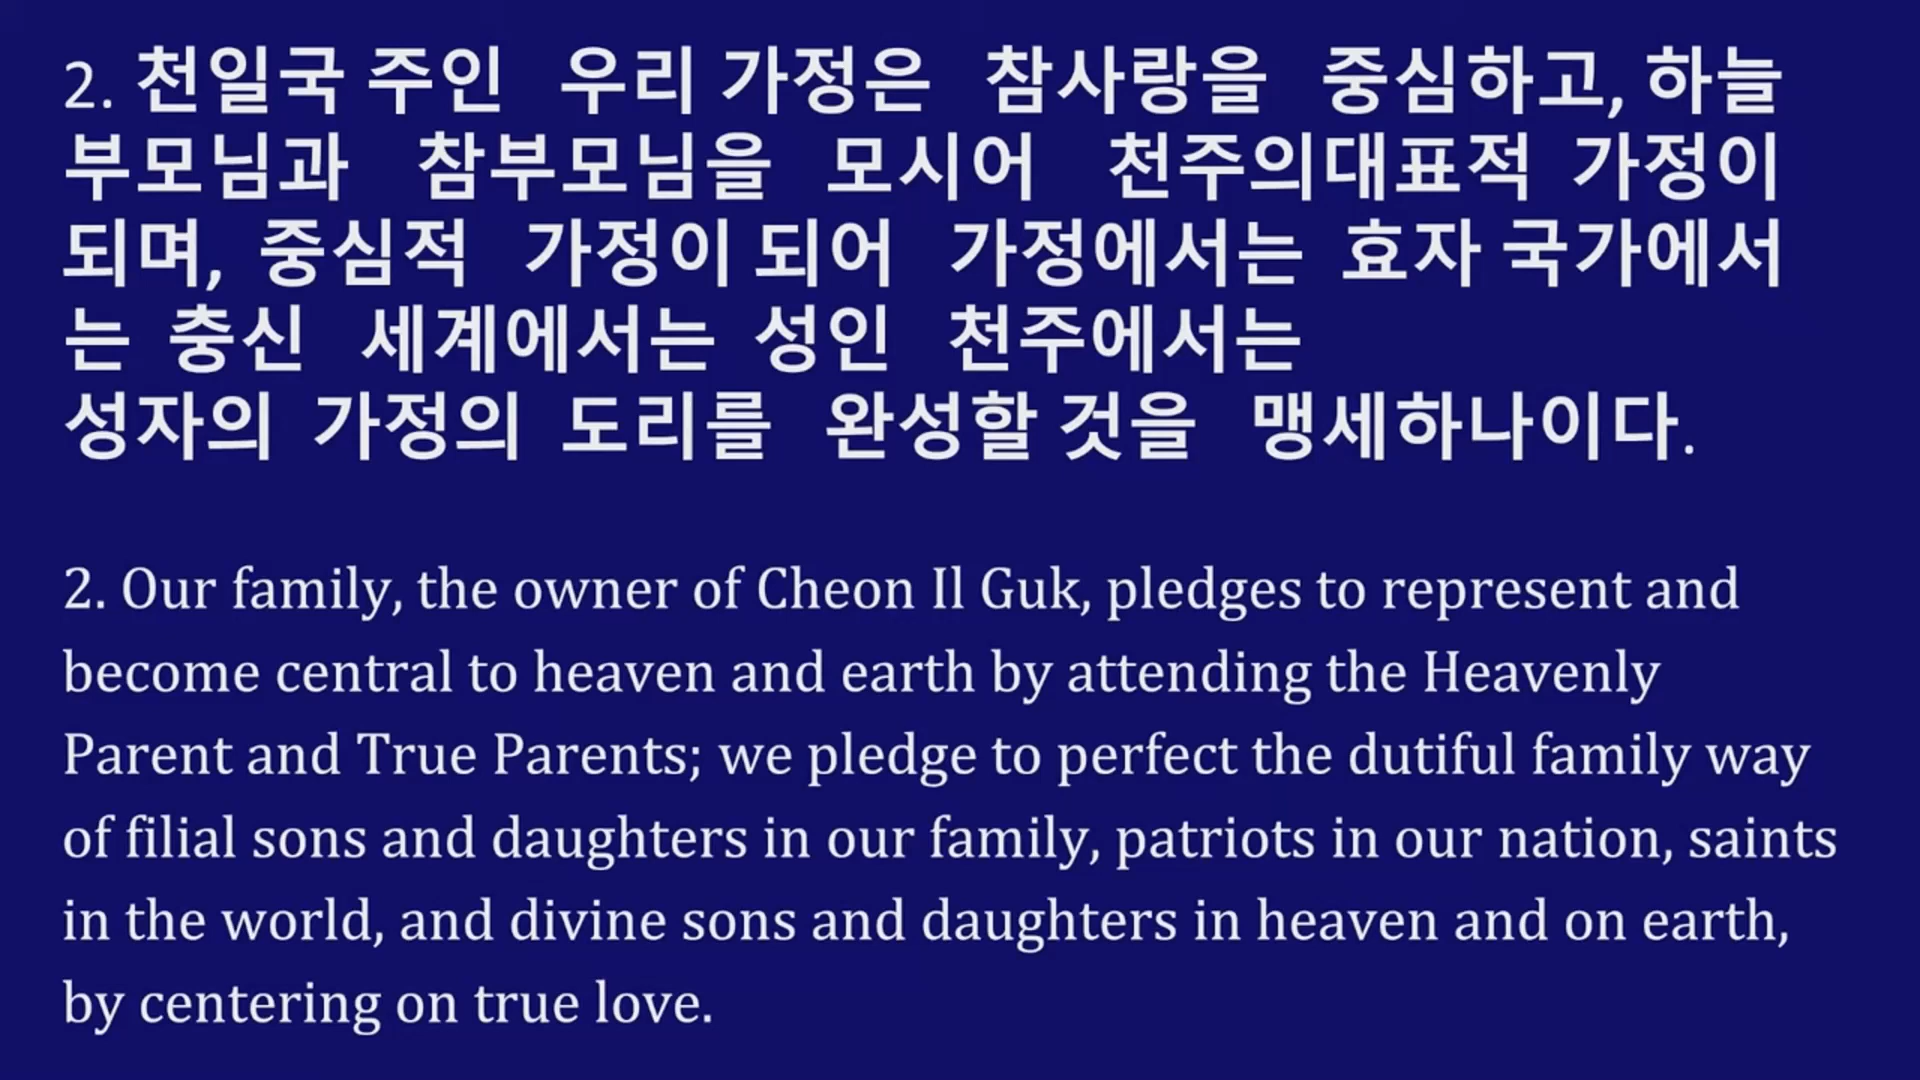 2. 천일국 주인 우리 가정은 참사랑을 중심하고, 하늘
부모님과 참부모님을 모시어 천주의대표적 가정이
되며, 중심적 가정이 되어 가정에서는 효자 국가에서
는 충신 세계에서는 성인 천주에서는
성자의 가정의 도리를 완성할 것을 맹세하나이다.
2. Our family, the owner of Cheon Il Guk, pledges to represent and
become central to heaven and earth by attending the Heavenly
Parent and True Parents; we pledge to perfect the dutiful family way
of filial sons and daughters in our family, patriots in our nation, saints
in the world, and divine sons and daughters in heaven and on earth,
by centering on true love.